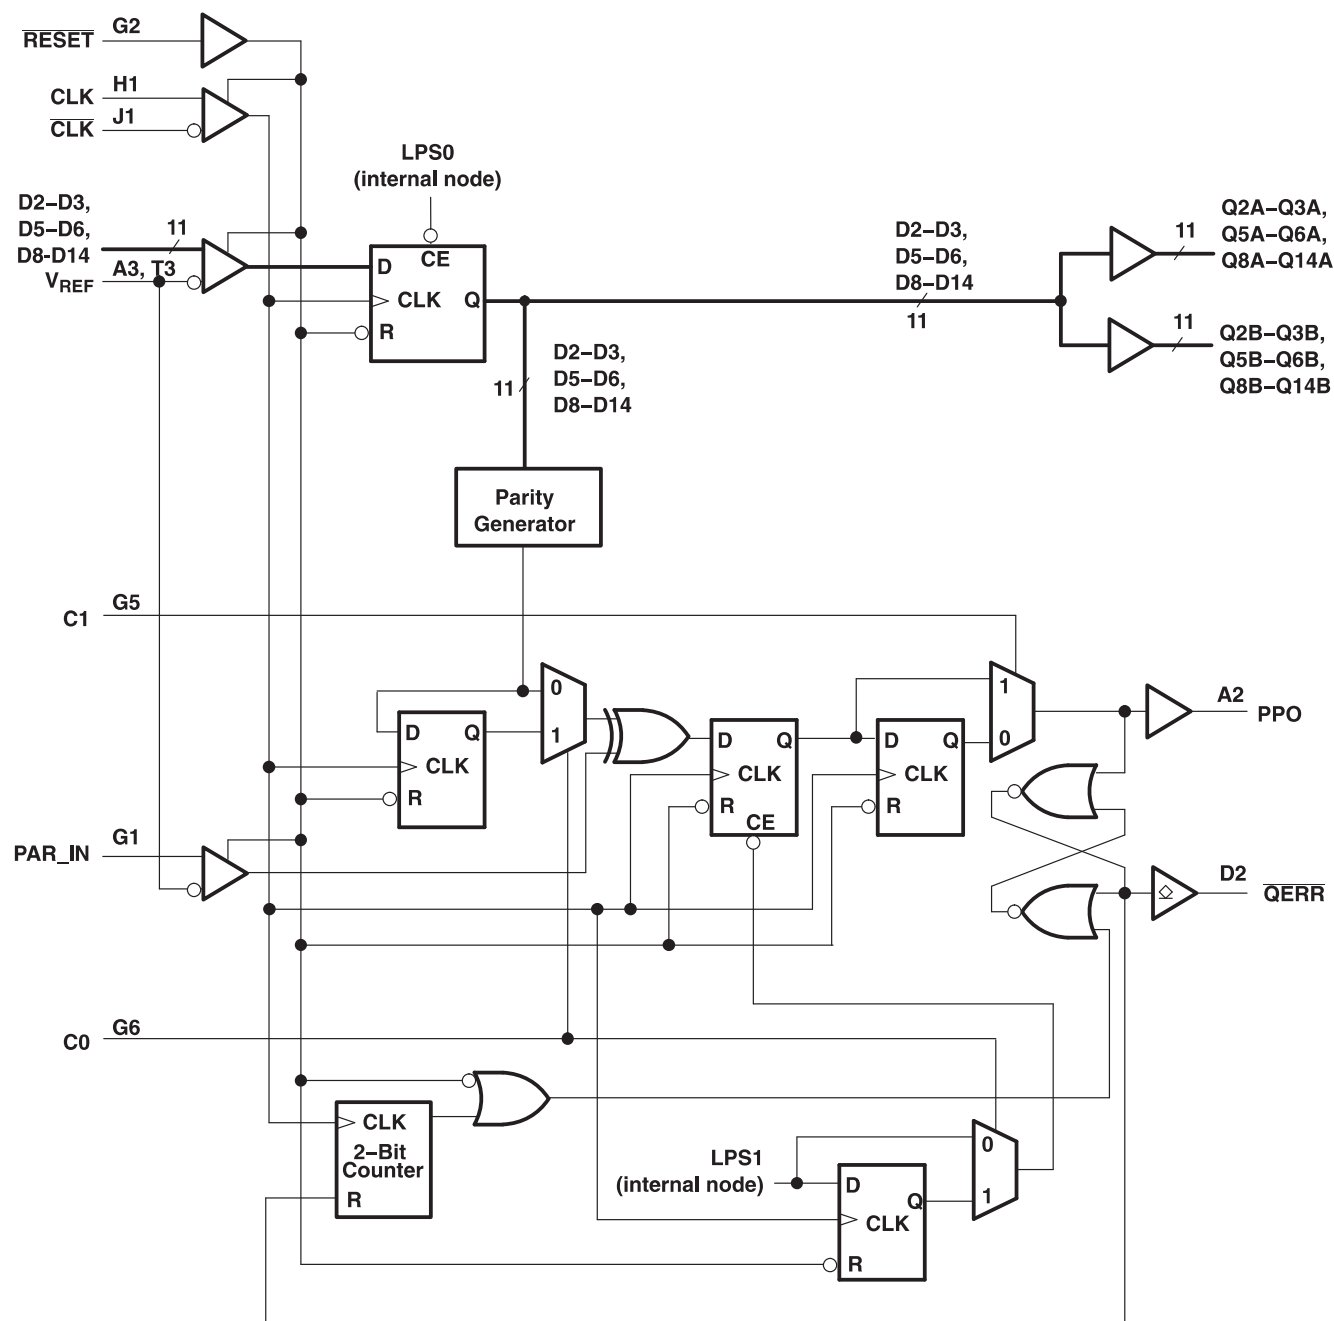 RESET G2
CLK H1
CLK J1
LPS0
(internal node)
D2–D3,
D5–D6,
D8-D14
11
VREF A3, T3
D
CE
CLK
Q
R
D2–D3,
D5–D6,
D8–D14
11
11
Q2A–Q3A,
Q5A–Q6A,
Q8A–Q14A
11
Q2B–Q3B,
Q5B–Q6B,
Q8B–Q14B
11
D2–D3,
D5–D6,
D8–D14
Parity
Generator
C1 G5
0
1
D
Q
CLK
R
D
Q
CLK
R
CE
D
Q
CLK
R
1
0
A2
PPO
PAR_IN G1
D2
QERR
C0 G6
CLK
2–Bit
Counter
R
LPS1
(internal node)
D
Q
CLK
R
0
1